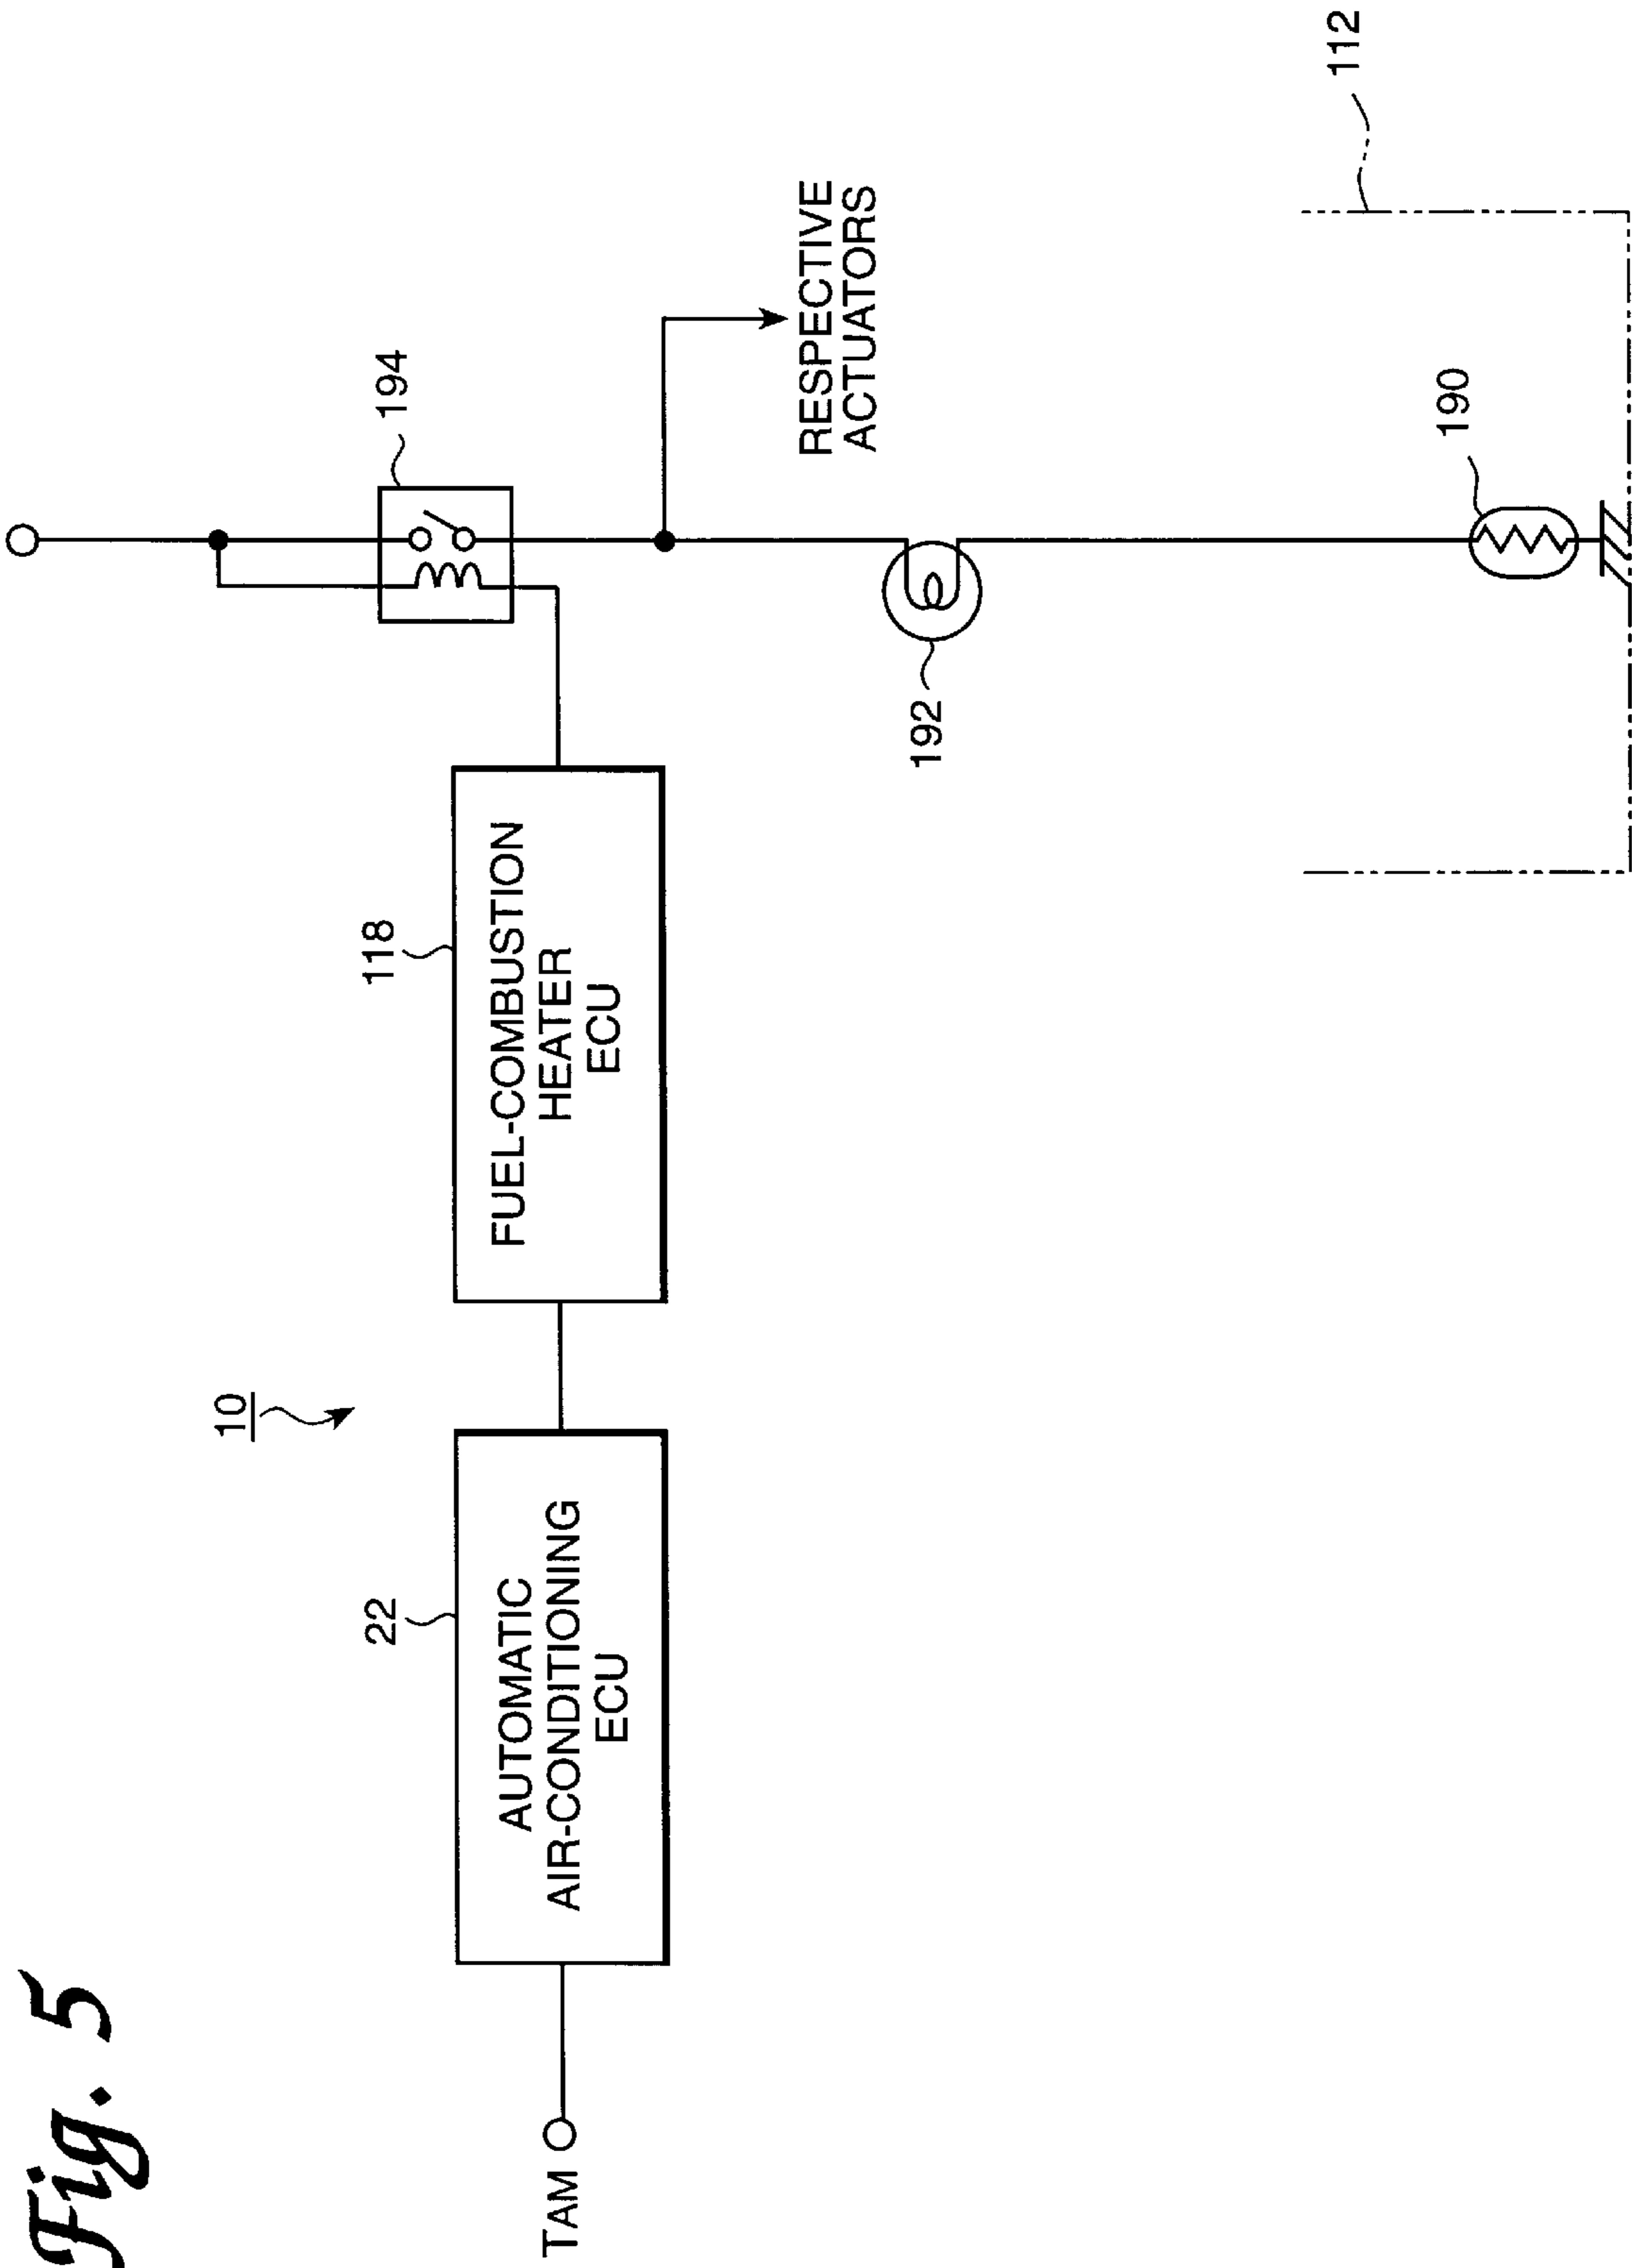 Fig. 5
10
194
118
22
FUEL-COMBUSTION
HEATER
ECU
AUTOMATIC
AIR-CONDITIONING
ECU
TAM
RESPECTIVE
ACTUATORS
192
190
112